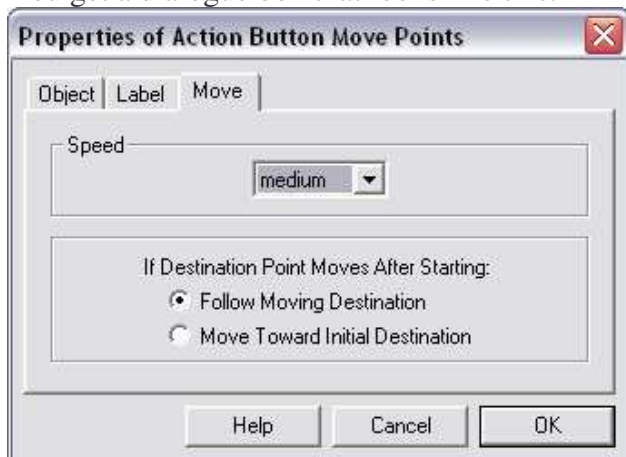 Properties of Action Button Move Points
Object Label Move
Speed
medium
If Destination Point Moves After Starting:
Follow Moving Destination
Move Toward Initial Destination
Help Cancel OK